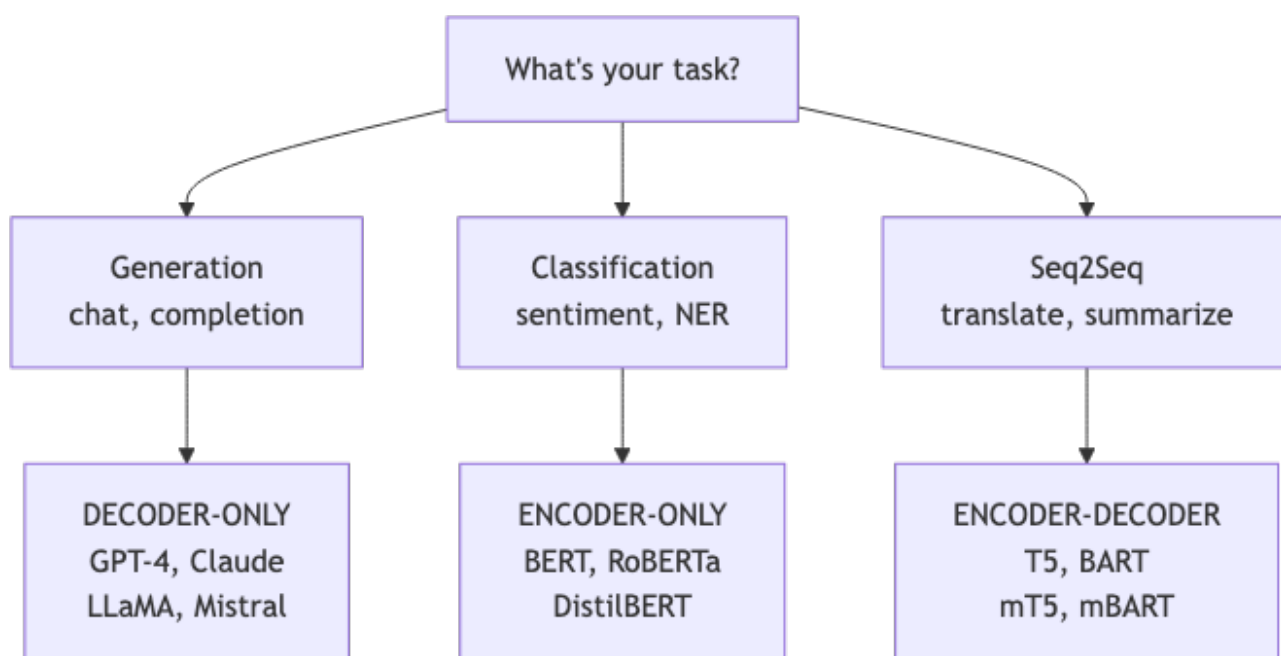 What's your task?
Generation
chat, completion
Classification
sentiment, NER
Seq2Seq
translate, summarize
DECODER-ONLY
GPT-4, Claude
LLaMA, Mistral
ENCODER-ONLY
BERT, RoBERTa
DistilBERT
ENCODER-DECODER
T5, BART
mT5, mBART